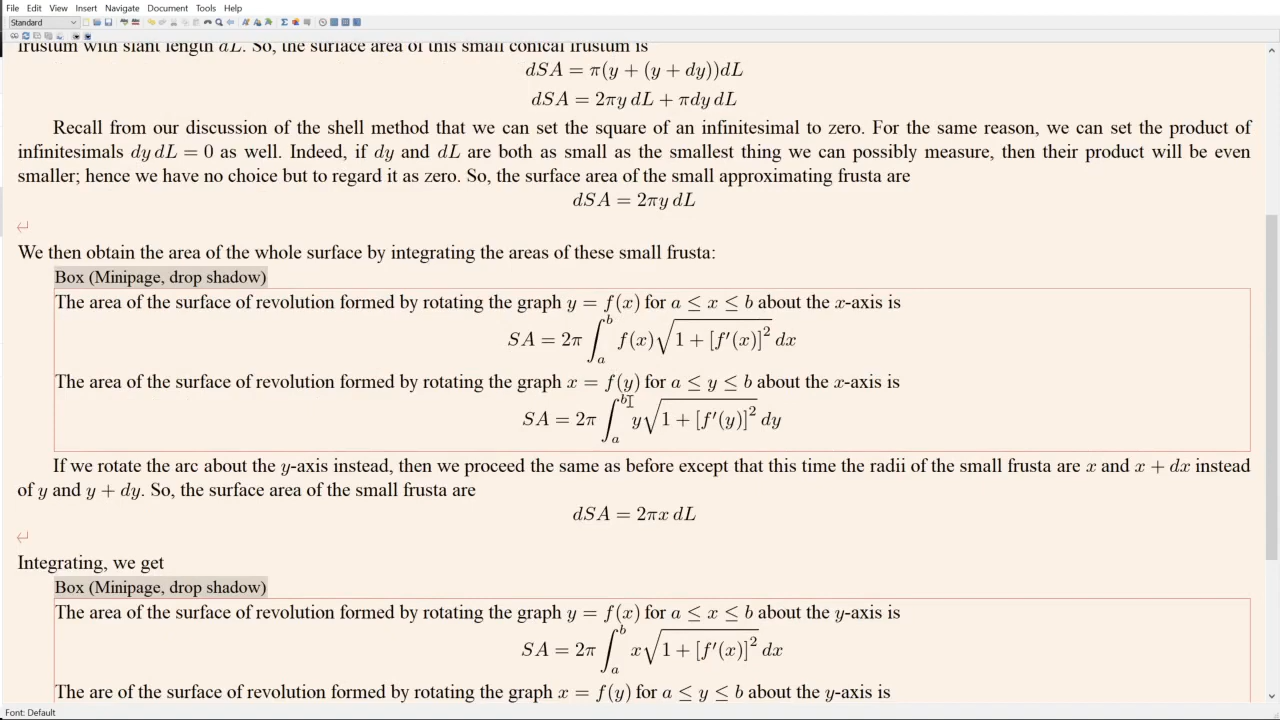 File Edit View Insert Navigate Document Tools Help
Standard
frustum with slant length dL. So, the surface area of this small conical frustum is
dSA = π(y + (y + dy))dL
dSA = 2πy dL + πdy dL
Recall from our discussion of the shell method that we can set the square of an infinitesimal to zero. For the same reason, we can set the product of
infinitesimals dy dL = 0 as well. Indeed, if dy and dL are both as small as the smallest thing we can possibly measure, then their product will be even
smaller; hence we have no choice but to regard it as zero. So, the surface area of the small approximating frusta are
dSA = 2πy dL
We then obtain the area of the whole surface by integrating the areas of these small frusta:
Box (Minipage, drop shadow)
The area of the surface of revolution formed by rotating the graph y = f(x) for a ≤ x ≤ b about the x-axis is
SA = 2π ∫_a^b f(x)√(1 + [f′(x)]²) dx
The area of the surface of revolution formed by rotating the graph x = f(y) for a ≤ y ≤ b about the x-axis is
SA = 2π ∫_a^b y√(1 + [f′(y)]²) dy
If we rotate the arc about the y-axis instead, then we proceed the same as before except that this time the radii of the small frusta are x and x + dx instead
of y and y + dy. So, the surface area of the small frusta are
dSA = 2πx dL
Integrating, we get
Box (Minipage, drop shadow)
The area of the surface of revolution formed by rotating the graph y = f(x) for a ≤ x ≤ b about the y-axis is
SA = 2π ∫_a^b x√(1 + [f′(x)]²) dx
The are of the surface of revolution formed by rotating the graph x = f(y) for a ≤ y ≤ b about the y-axis is
Font: Default